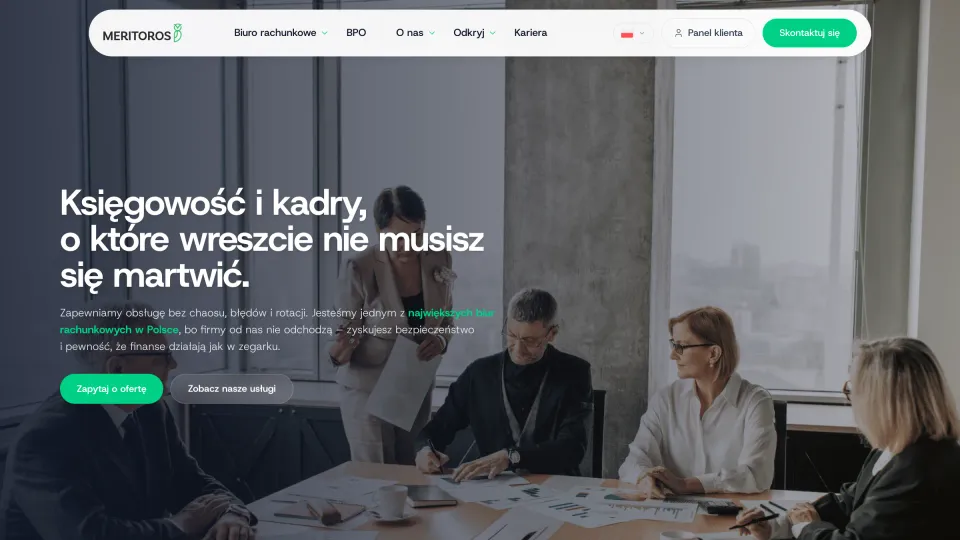 MERITOROS
Biuro rachunkowe
BPO
O nas
Odkryj
Kariera
Panel klienta
Skontaktuj się
Księgowość i kadry,
o które wreszcie nie musisz
się martwić.
Zapewniamy obsługę bez chaosu, błędów i rotacji. Jesteśmy jednym z największych biur
rachunkowych w Polsce, bo firmy od nas nie odchodzą – zyskujesz bezpieczeństwo
i pewność, że finanse działają jak w zegarku.
Zapytaj o ofertę
Zobacz nasze usługi